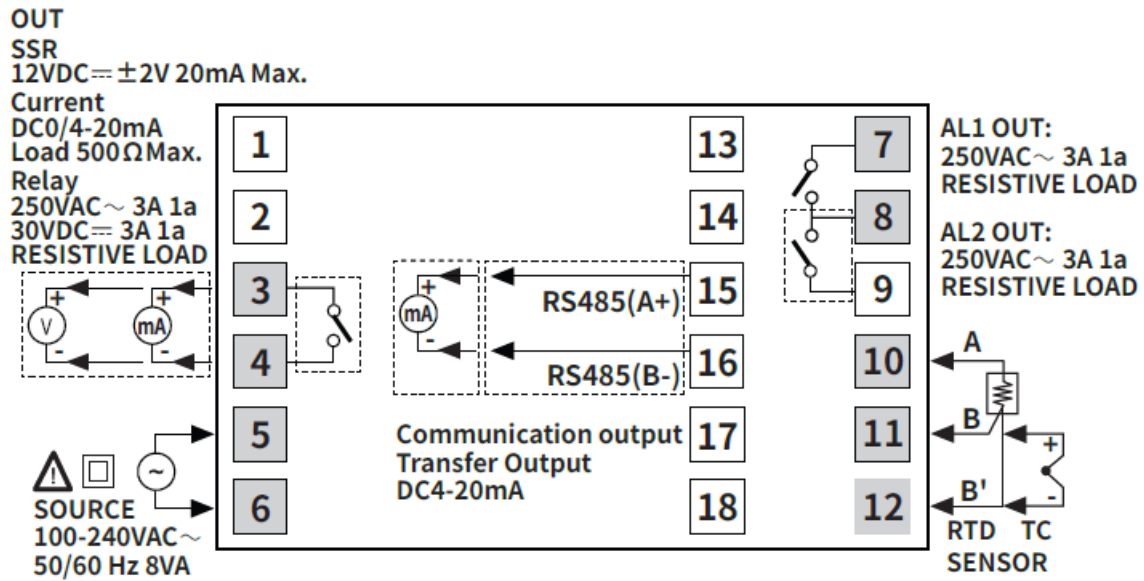 OUT
SSR
12VDC⎓±2V 20mA Max.
Current
DC0/4-20mA
Load 500ΩMax.
Relay
250VAC~ 3A 1a
30VDC⎓ 3A 1a
RESISTIVE LOAD
+
V
-
+
mA
-
1
2
3
4
5
6
SOURCE
100-240VAC~
50/60 Hz 8VA
!
~
+
mA
-
RS485(A+)
RS485(B-)
Communication output
Transfer Output
DC4-20mA
13
14
15
16
17
18
7
8
9
10
11
12
AL1 OUT:
250VAC~ 3A 1a
RESISTIVE LOAD
AL2 OUT:
250VAC~ 3A 1a
RESISTIVE LOAD
A
B
B'
+
-
RTD TC
SENSOR